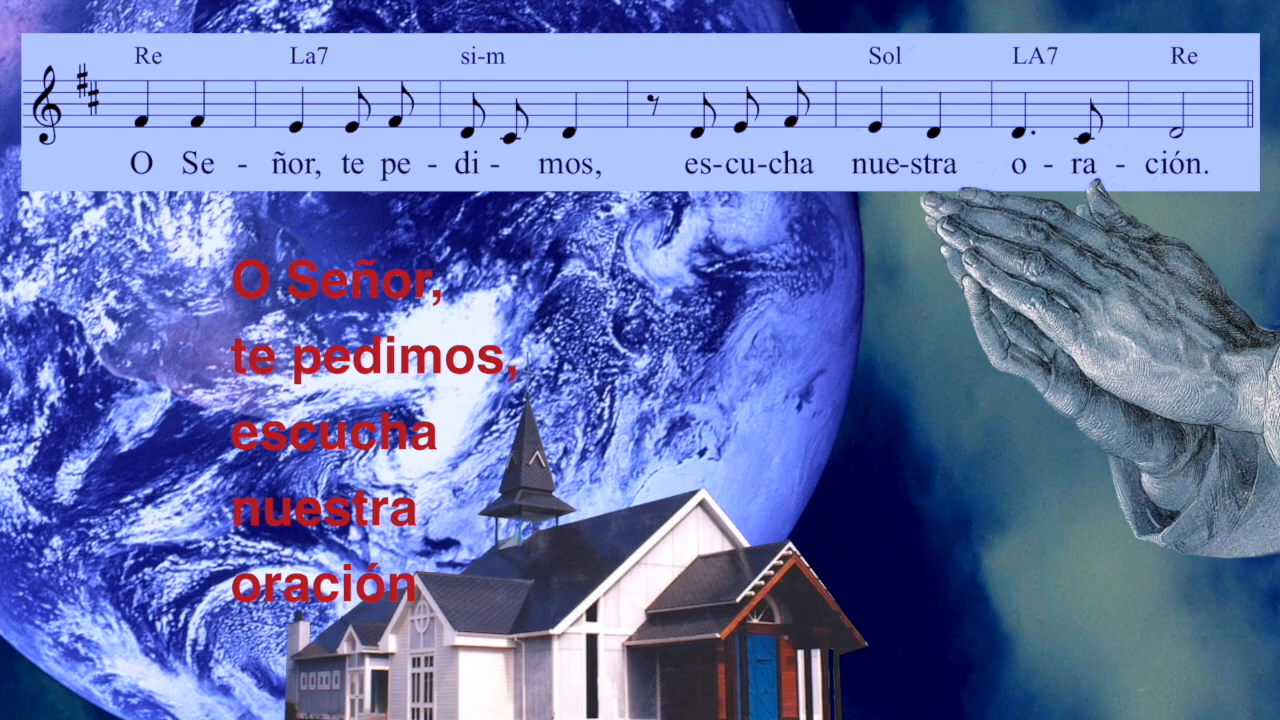 Re La7 si-m Sol LA7 Re
O Se - ñor, te pe - di - mos, es-cu-cha nue-stra o - ra - ción.
O Señor,
te pedimos,
escucha
nuestra
oración